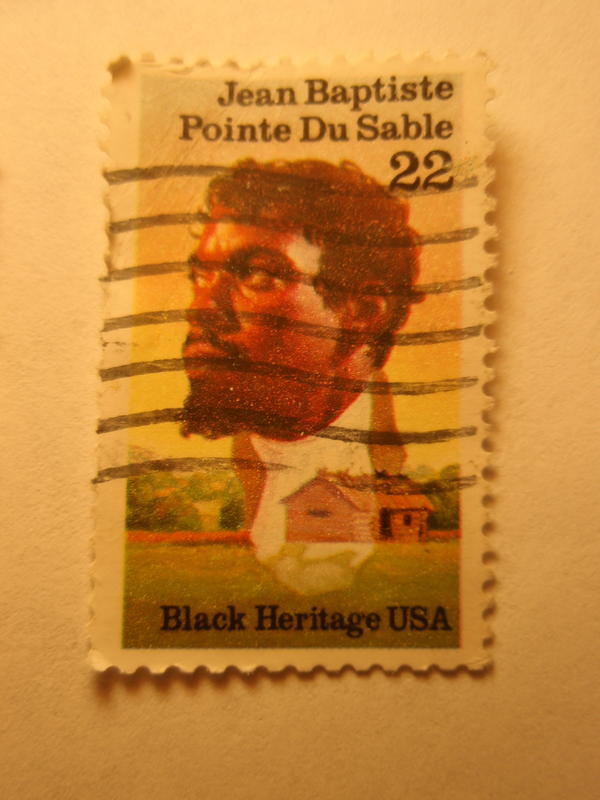 Jean Baptiste
Pointe Du Sable
22
Black Heritage USA